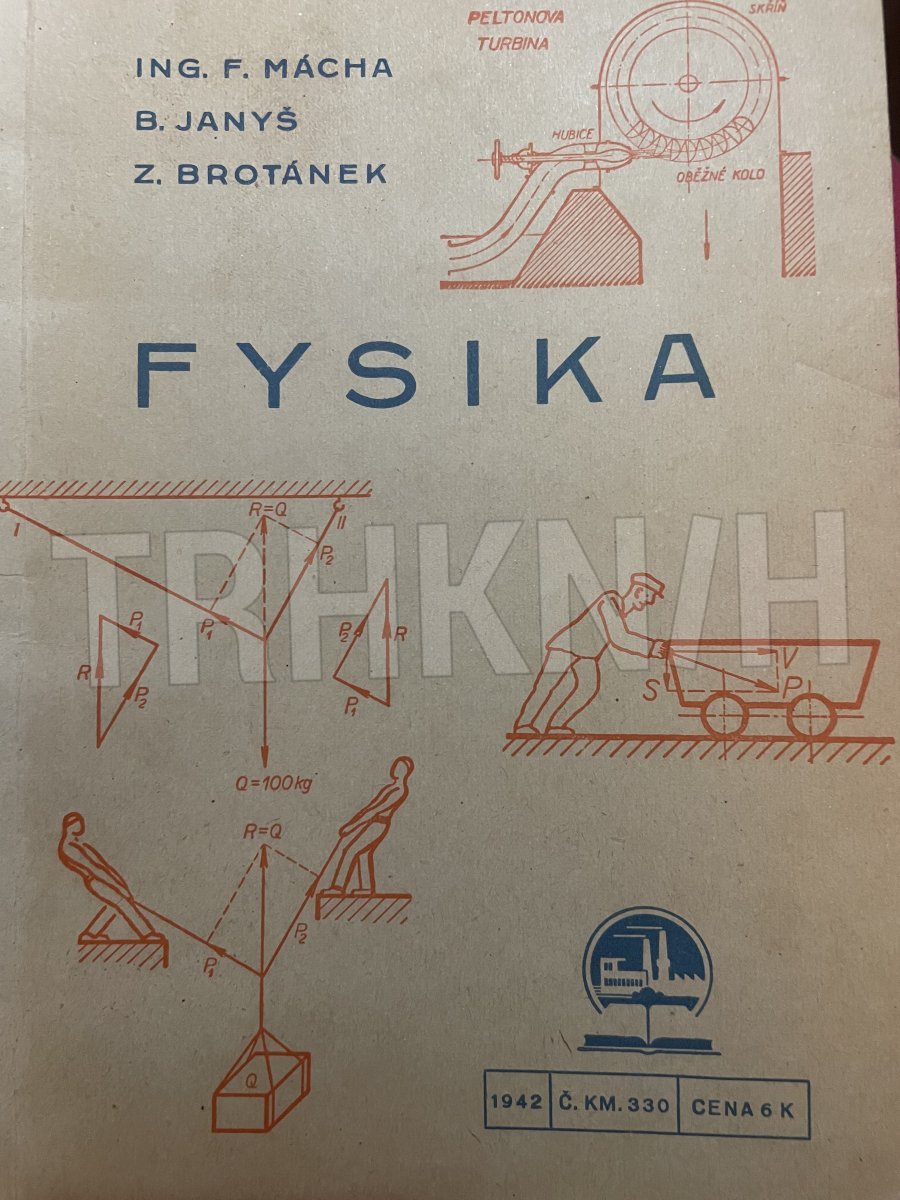 PELTONOVA
TURBINA
SKŘÍŇ
ING. F. MÁCHA
B. JANYŠ
Z. BROTÁNEK
HUBICE
OBĚŽNÉ KOLO
FYSIKA
I
R=Q
II
P₂
P₁
R
P₁
P₂
P₂
R
P₁
TRHKN/H
S
V
P
Q=100kg
R=Q
P₁
P₂
Q
1942
Č. KM. 330
CENA 6 K